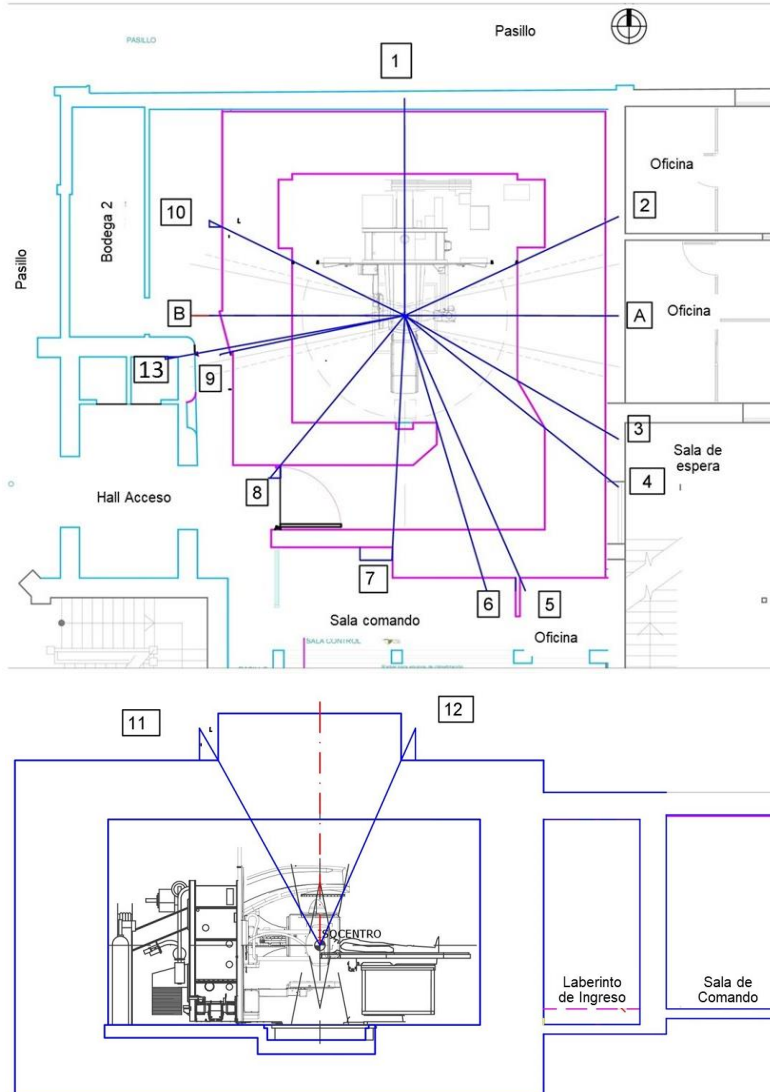 Pasillo
PASILLO
1
Oficina
2
Bodega 2
10
L
Pasillo
B
A
Oficina
13
9
3
Sala de
espera
4
8
Hall Acceso
7
6
5
Sala comando
Oficina
SALA CONTROL
11
L
12
SOCENTRO
Laberinto
de Ingreso
Sala de
Comando